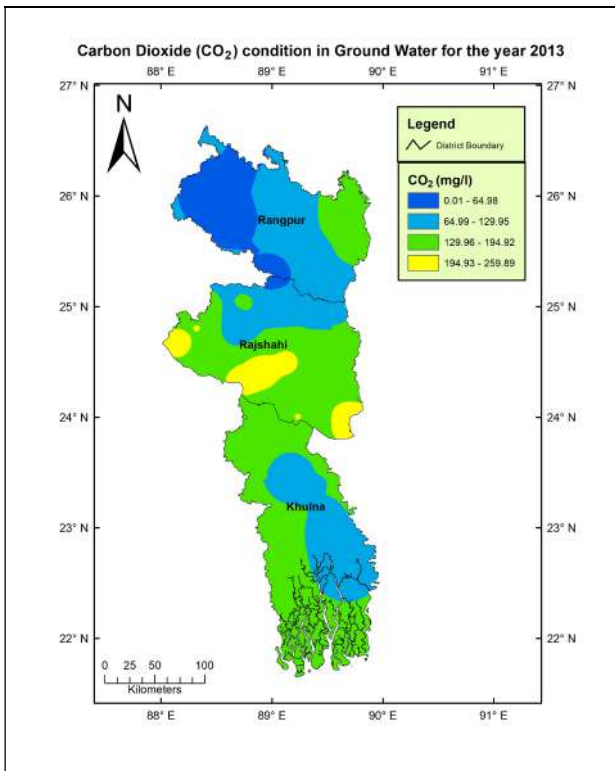 Carbon Dioxide (CO₂) condition in Ground Water for the year 2013
88° E 89° E 90° E 91° E
27° N 27° N
N
Legend
District Boundary
CO₂ (mg/l)
0.01 - 64.98
64.99 - 129.95
129.96 - 194.92
194.93 - 259.89
26° N 26° N
Rangpur
25° N 25° N
Rajshahi
24° N 24° N
Khulna
23° N 23° N
22° N 22° N
0 25 50 100
Kilometers
88° E 89° E 90° E 91° E